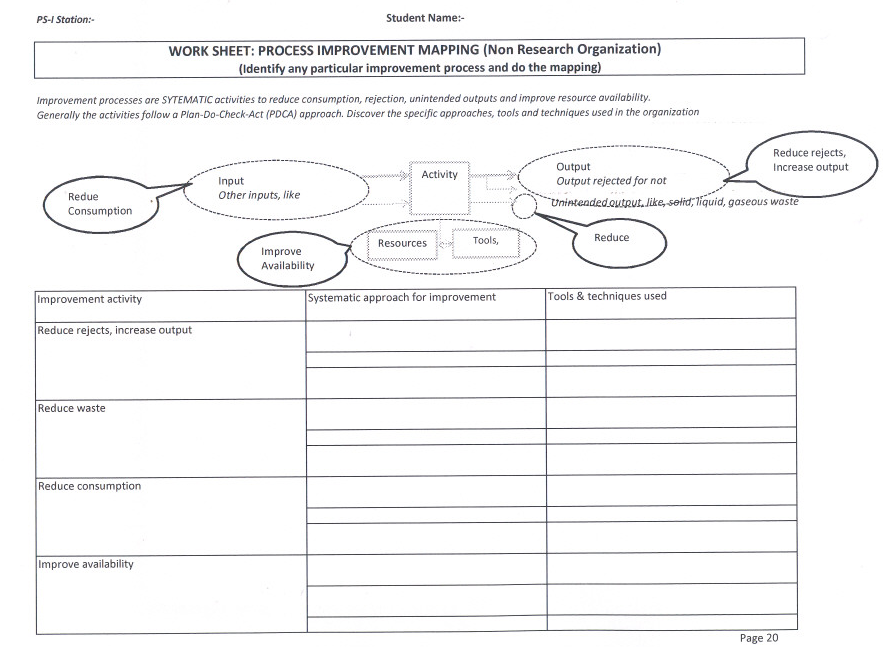 PS-I Station:- Student Name:-
WORK SHEET: PROCESS IMPROVEMENT MAPPING (Non Research Organization)
(Identify any particular improvement process and do the mapping)
Improvement processes are SYTEMATIC activities to reduce consumption, rejection, unintended outputs and improve resource availability.
Generally the activities follow a Plan-Do-Check-Act (PDCA) approach. Discover the specific approaches, tools and techniques used in the organization
Redue
Consumption
Input
Other inputs, like
Activity
Output
Output rejected for not
Unintended output, like, solid, liquid, gaseous waste
Reduce rejects,
Increase output
Improve
Availability
Resources
Tools,
Reduce
Improvement activity Systematic approach for improvement Tools & techniques used
Reduce rejects, increase output
Reduce waste
Reduce consumption
Improve availability
Page 20